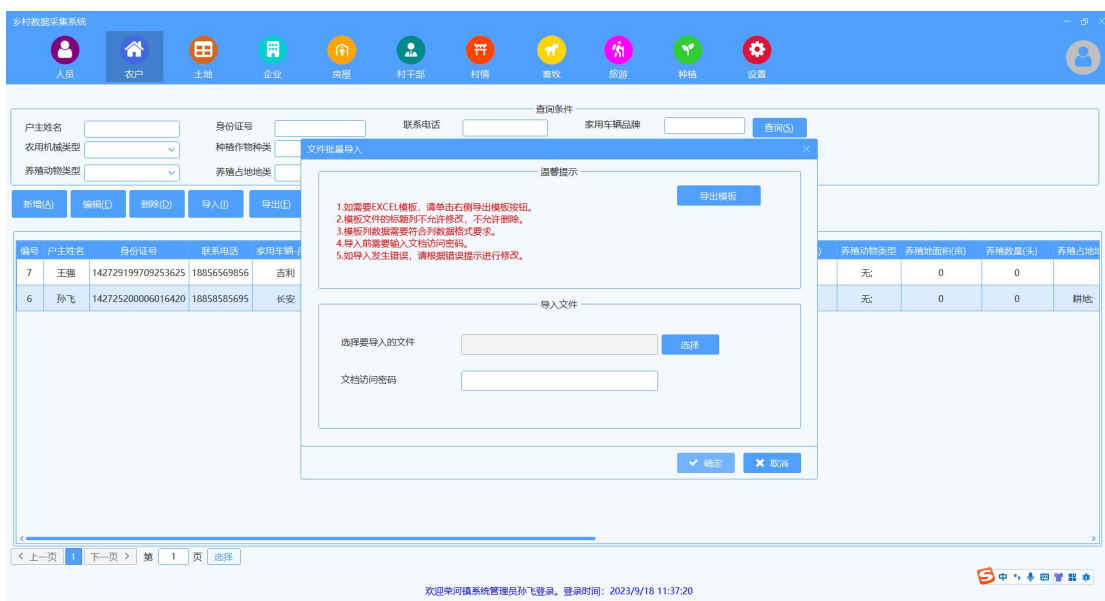 乡村数据采集系统
人员 农户 土地 企业 房屋 村干部 村情 畜牧 旅游 种植 设置
查询条件
户主姓名 身份证号 联系电话 家用车辆品牌 查询(S)
农用机械类型 种植作物种类
养殖动物类型 养殖占地地类
新增(A) 编辑(E) 删除(D) 导入(I) 导出(E)
文件批量导入
温馨提示
导出模板
1.如需要EXCEL模板，请单击右侧导出模板按钮。
2.模板文件的标题列不允许修改，不允许删除。
3.模板列数据需要符合列数据格式要求。
4.导入前需要输入文档访问密码。
5.如导入发生错误，请根据错误提示进行修改。
导入文件
选择要导入的文件 选择
文档访问密码
确定 取消
编号 户主姓名 身份证号 联系电话 家用车辆 养殖动物类型 养殖地面积(亩) 养殖数量(头) 养殖占地地
7 王强 142729199709253625 18856569856 吉利 无; 0 0
6 孙飞 142725200006016420 18858585695 长安 无; 0 0 耕地;
上一页 1 下一页 第 1 页 选择
中
欢迎荣河镇系统管理员孙飞登录。登录时间：2023/9/18 11:37:20